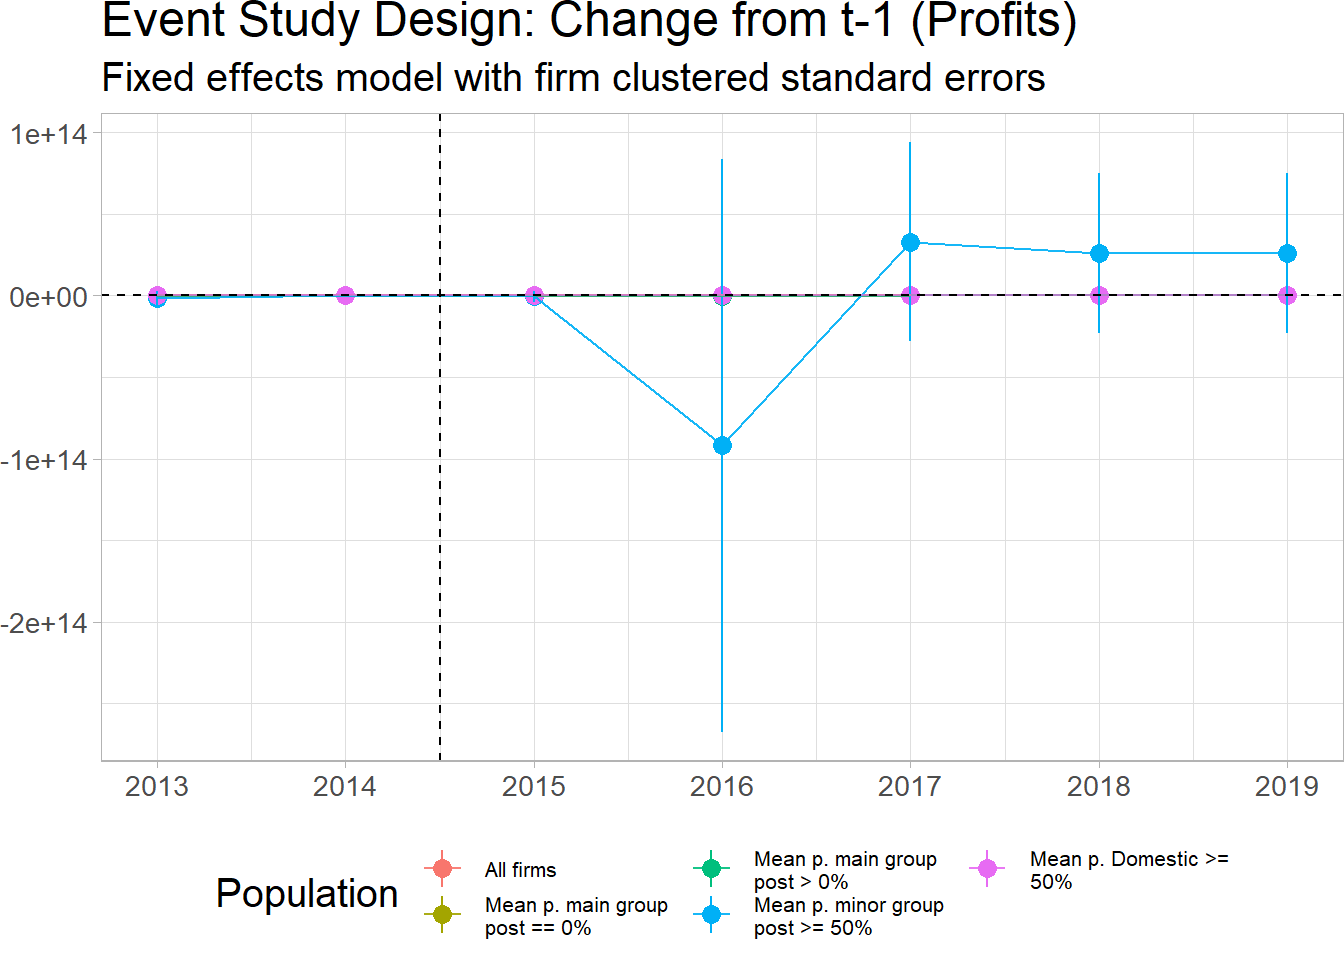 Event Study Design: Change from t-1 (Profits)
Fixed effects model with firm clustered standard errors
1e+14
0e+00
-1e+14
-2e+14
2013 2014 2015 2016 2017 2018 2019
Population
All firms
Mean p. main group
post == 0%
Mean p. main group
post > 0%
Mean p. minor group
post >= 50%
Mean p. Domestic >=
50%